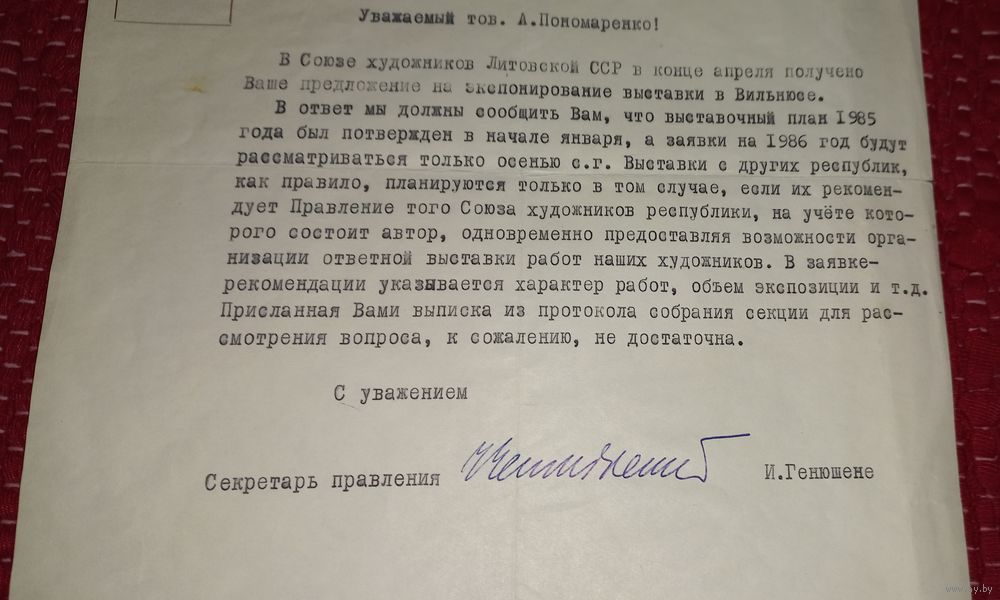 Уважаемый тов. А.Пономаренко!
В Союзе художников Литовской ССР в конце апреля получено
Ваше предложение на экспонирование выставки в Вильнюсе.
В ответ мы должны сообщить Вам, что выставочный план 1985
года был потвержден в начале января, а заявки на 1986 год будут
рассматриваться только осенью с.г. Выставки с других республик,
как правило, планируются только в том случае, если их рекомен-
дует Правление того Союза художников республики, на учёте кото-
рого состоит автор, одновременно предоставляя возможности орга-
низации ответной выставки работ наших художников. В заявке-
рекомендации указывается характер работ, объем экспозиции и т.д.
Присланная Вами выписка из протокола собрания секции для рас-
смотрения вопроса, к сожалению, не достаточна.
С уважением
Секретарь правления И.Генюшене